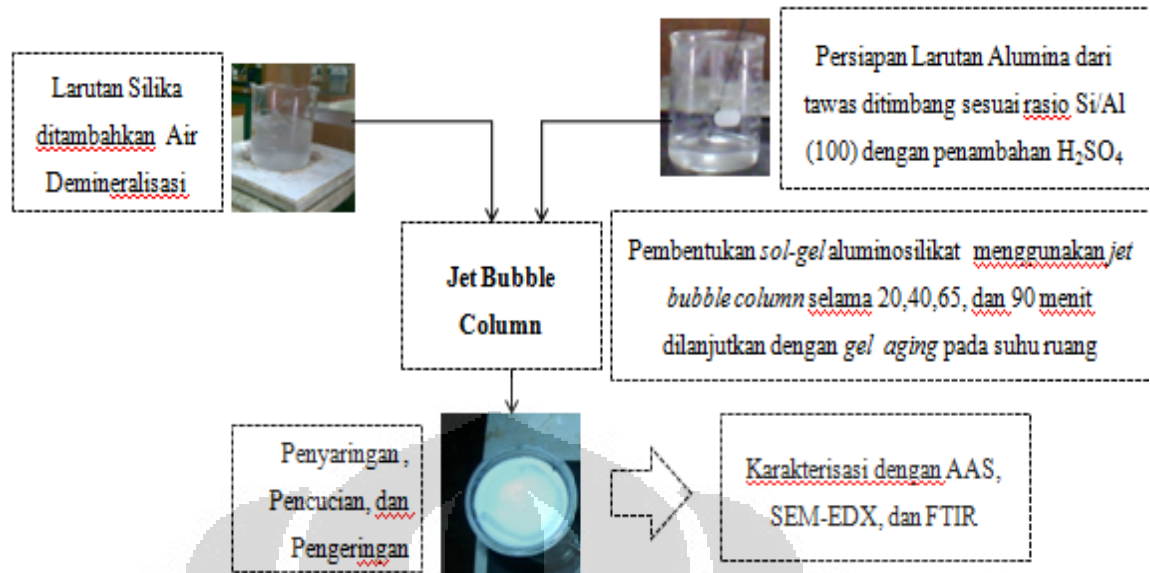 Larutan Silika
ditambahkan Air
Demineralisasi
Persiapan Larutan Alumina dari
tawas ditimbang sesuai rasio Si/Al
(100) dengan penambahan H₂SO₄
Jet Bubble
Column
Pembentukan sol-gel aluminosilikat menggunakan jet
bubble column selama 20,40,65, dan 90 menit
dilanjutkan dengan gel aging pada suhu ruang
Penyaringan ,
Pencucian, dan
Pengeringan
Karakterisasi dengan AAS,
SEM-EDX, dan FTIR